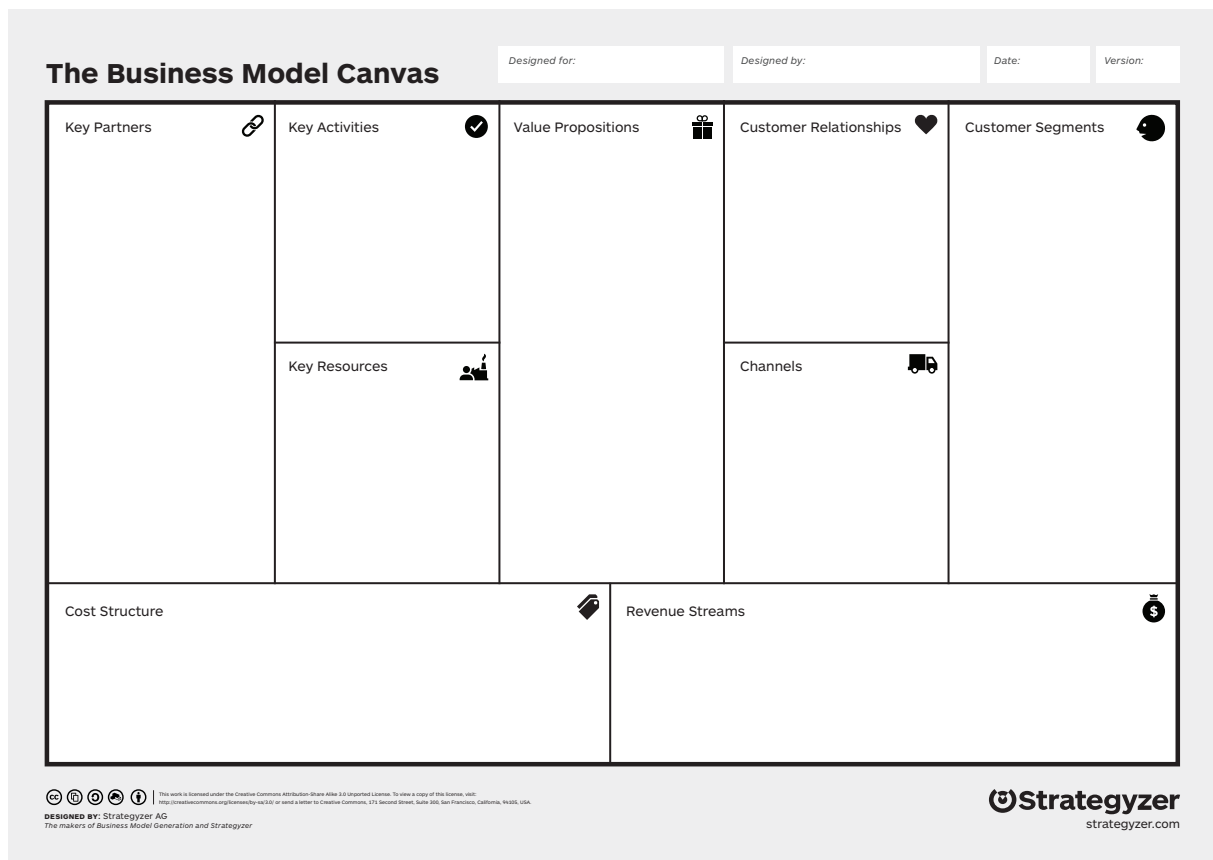 The Business Model Canvas
Designed for:
Designed by:
Date:
Version:
Key Partners
Key Activities
Value Propositions
Customer Relationships
Customer Segments
Key Resources
Channels
Cost Structure
Revenue Streams
$
cc
This work is licensed under the Creative Commons Attribution-Share Alike 3.0 Unported License. To view a copy of this license, visit:
http://creativecommons.org/licenses/by-sa/3.0/ or send a letter to Creative Commons, 171 Second Street, Suite 300, San Francisco, California, 94105, USA.
DESIGNED BY: Strategyzer AG
The makers of Business Model Generation and Strategyzer
Strategyzer
strategyzer.com